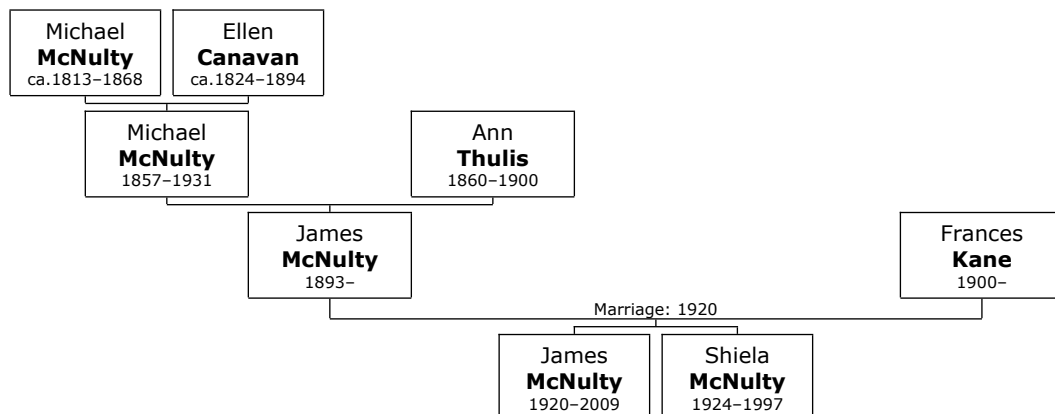 Michael
McNulty
ca.1813–1868
Ellen
Canavan
ca.1824–1894
Michael
McNulty
1857–1931
Ann
Thulis
1860–1900
James
McNulty
1893–
Frances
Kane
1900–
Marriage: 1920
James
McNulty
1920–2009
Shiela
McNulty
1924–1997